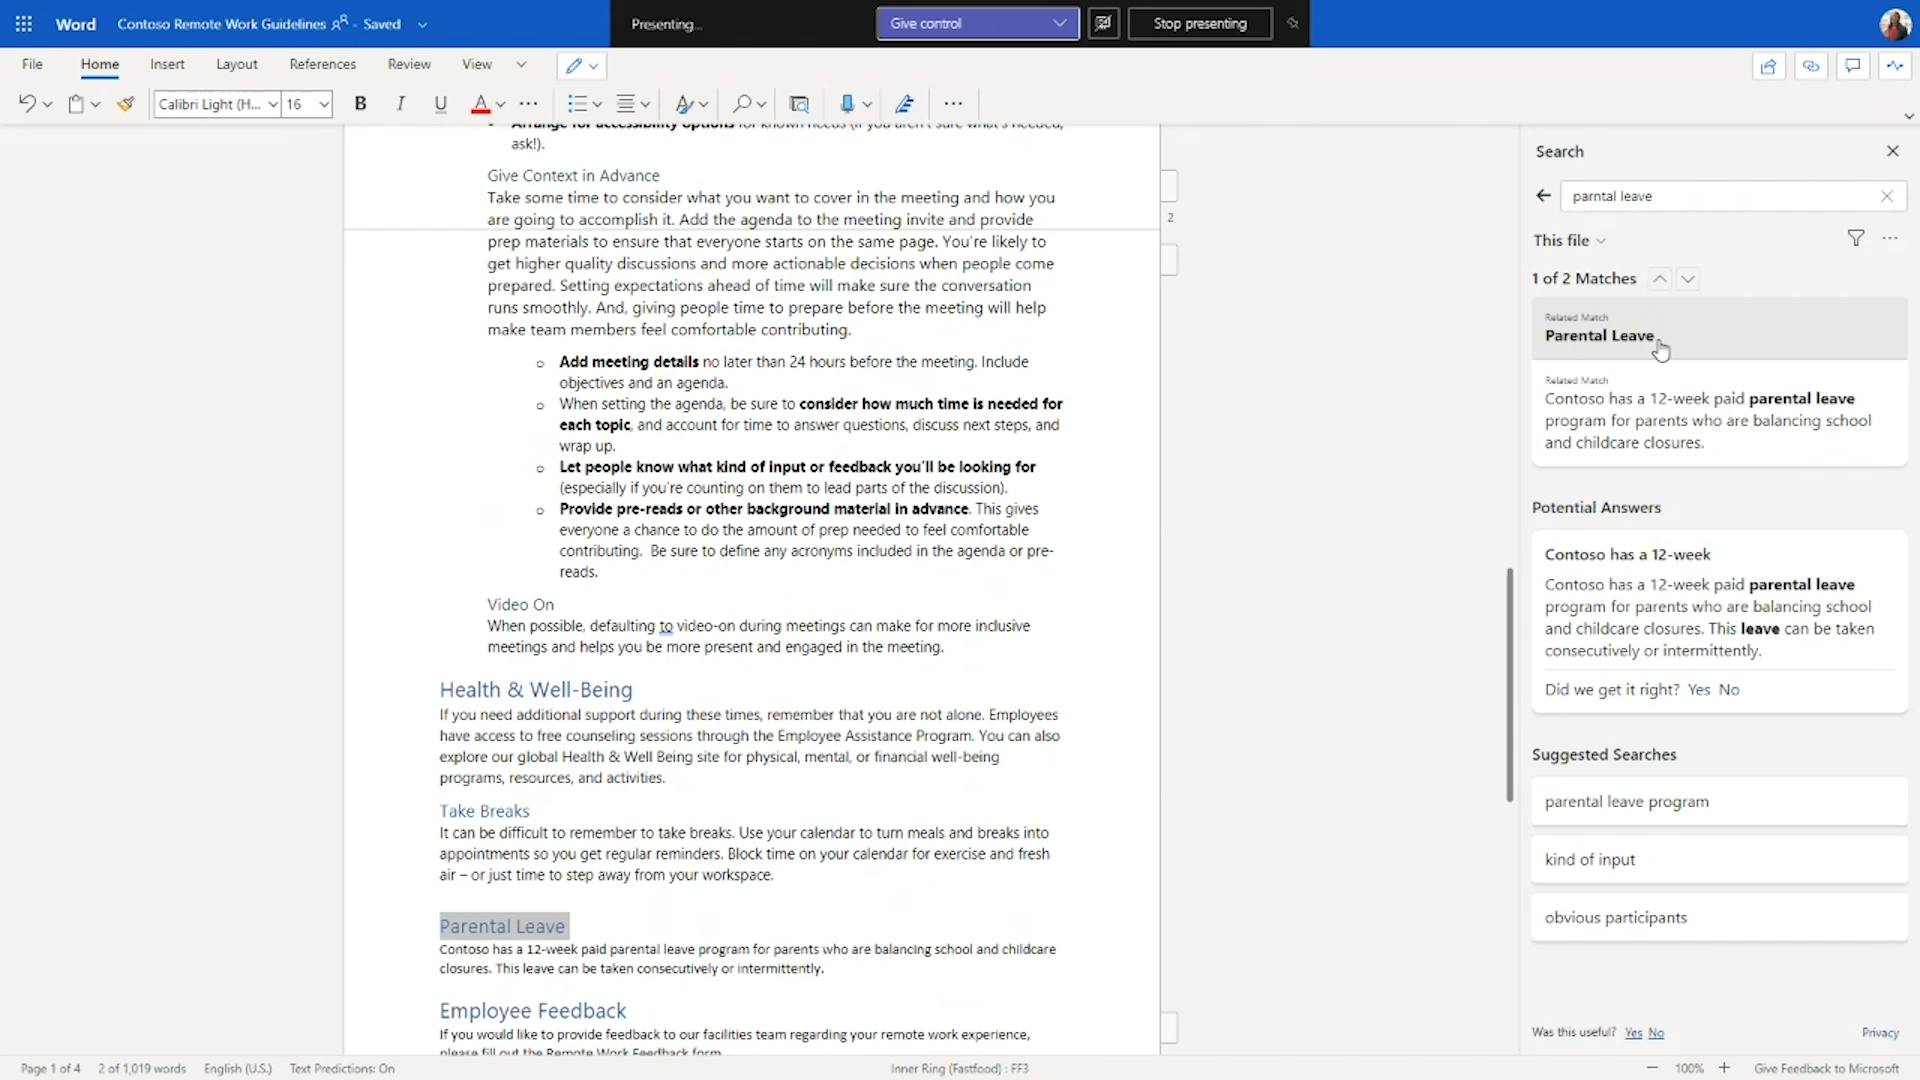 Word Contoso Remote Work Guidelines - Saved
Presenting...
Give control
Stop presenting
File Home Insert Layout References Review View
Calibri Light (H... 16 B I U A
Arrange for accessibility options for known needs (if you aren't sure what's needed,
ask!).
Give Context in Advance
Take some time to consider what you want to cover in the meeting and how you
are going to accomplish it. Add the agenda to the meeting invite and provide
prep materials to ensure that everyone starts on the same page. You're likely to
get higher quality discussions and more actionable decisions when people come
prepared. Setting expectations ahead of time will make sure the conversation
runs smoothly. And, giving people time to prepare before the meeting will help
make team members feel comfortable contributing.
2
o Add meeting details no later than 24 hours before the meeting. Include
objectives and an agenda.
o When setting the agenda, be sure to consider how much time is needed for
each topic, and account for time to answer questions, discuss next steps, and
wrap up.
o Let people know what kind of input or feedback you'll be looking for
(especially if you're counting on them to lead parts of the discussion).
o Provide pre-reads or other background material in advance. This gives
everyone a chance to do the amount of prep needed to feel comfortable
contributing. Be sure to define any acronyms included in the agenda or pre-
reads.
Video On
When possible, defaulting to video-on during meetings can make for more inclusive
meetings and helps you be more present and engaged in the meeting.
Health & Well-Being
If you need additional support during these times, remember that you are not alone. Employees
have access to free counseling sessions through the Employee Assistance Program. You can also
explore our global Health & Well Being site for physical, mental, or financial well-being
programs, resources, and activities.
Take Breaks
It can be difficult to remember to take breaks. Use your calendar to turn meals and breaks into
appointments so you get regular reminders. Block time on your calendar for exercise and fresh
air – or just time to step away from your workspace.
Parental Leave
Contoso has a 12-week paid parental leave program for parents who are balancing school and childcare
closures. This leave can be taken consecutively or intermittently.
Employee Feedback
If you would like to provide feedback to our facilities team regarding your remote work experience,
please fill out the Remote Work Feedback form
Search
parntal leave
This file
1 of 2 Matches
Related Match
Parental Leave
Related Match
Contoso has a 12-week paid parental leave
program for parents who are balancing school
and childcare closures.
Potential Answers
Contoso has a 12-week
Contoso has a 12-week paid parental leave
program for parents who are balancing school
and childcare closures. This leave can be taken
consecutively or intermittently.
Did we get it right? Yes No
Suggested Searches
parental leave program
kind of input
obvious participants
Was this useful? Yes No
Privacy
Page 1 of 4 2 of 1,019 words English (U.S.) Text Predictions: On Inner Ring (Fastfood) : FF3 100% Give Feedback to Microsoft